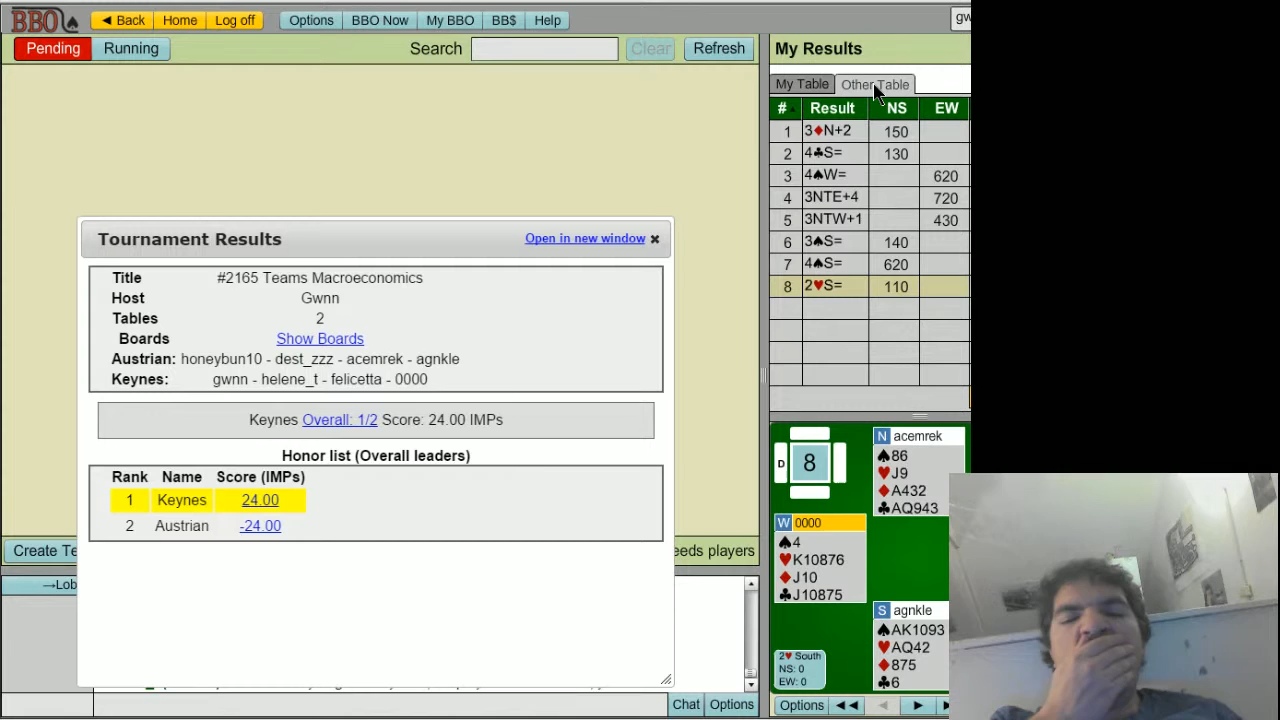 BBO Back Home Log off Options BBO Now My BBO BB$ Help
Pending Running Search Clear Refresh My Results
My Table Other Table
# Result NS EW
1 3♦N+2 150
2 4♣S= 130
3 4♠W= 620
4 3NTE+4 720
5 3NTW+1 430
6 3♠S= 140
7 4♠S= 620
8 2♥S= 110
Tournament Results Open in new window ×
Title #2165 Teams Macroeconomics
Host Gwnn
Tables 2
Boards Show Boards
Austrian: honeybun10 - dest_zzz - acemrek - agnkle
Keynes: gwnn - helene_t - felicetta - 0000
Keynes Overall: 1/2 Score: 24.00 IMPs
Honor list (Overall leaders)
Rank Name Score (IMPs)
1 Keynes 24.00
2 Austrian -24.00
Create Te eeds players
→Lob
Chat Options
D 8
N acemrek
♠86
♥J9
♦A432
♣AQ943
W 0000
♠4
♥K10876
♦J10
♣J10875
S agnkle
♠AK1093
♥AQ42
♦875
♣6
2♥ South
NS: 0
EW: 0
Options